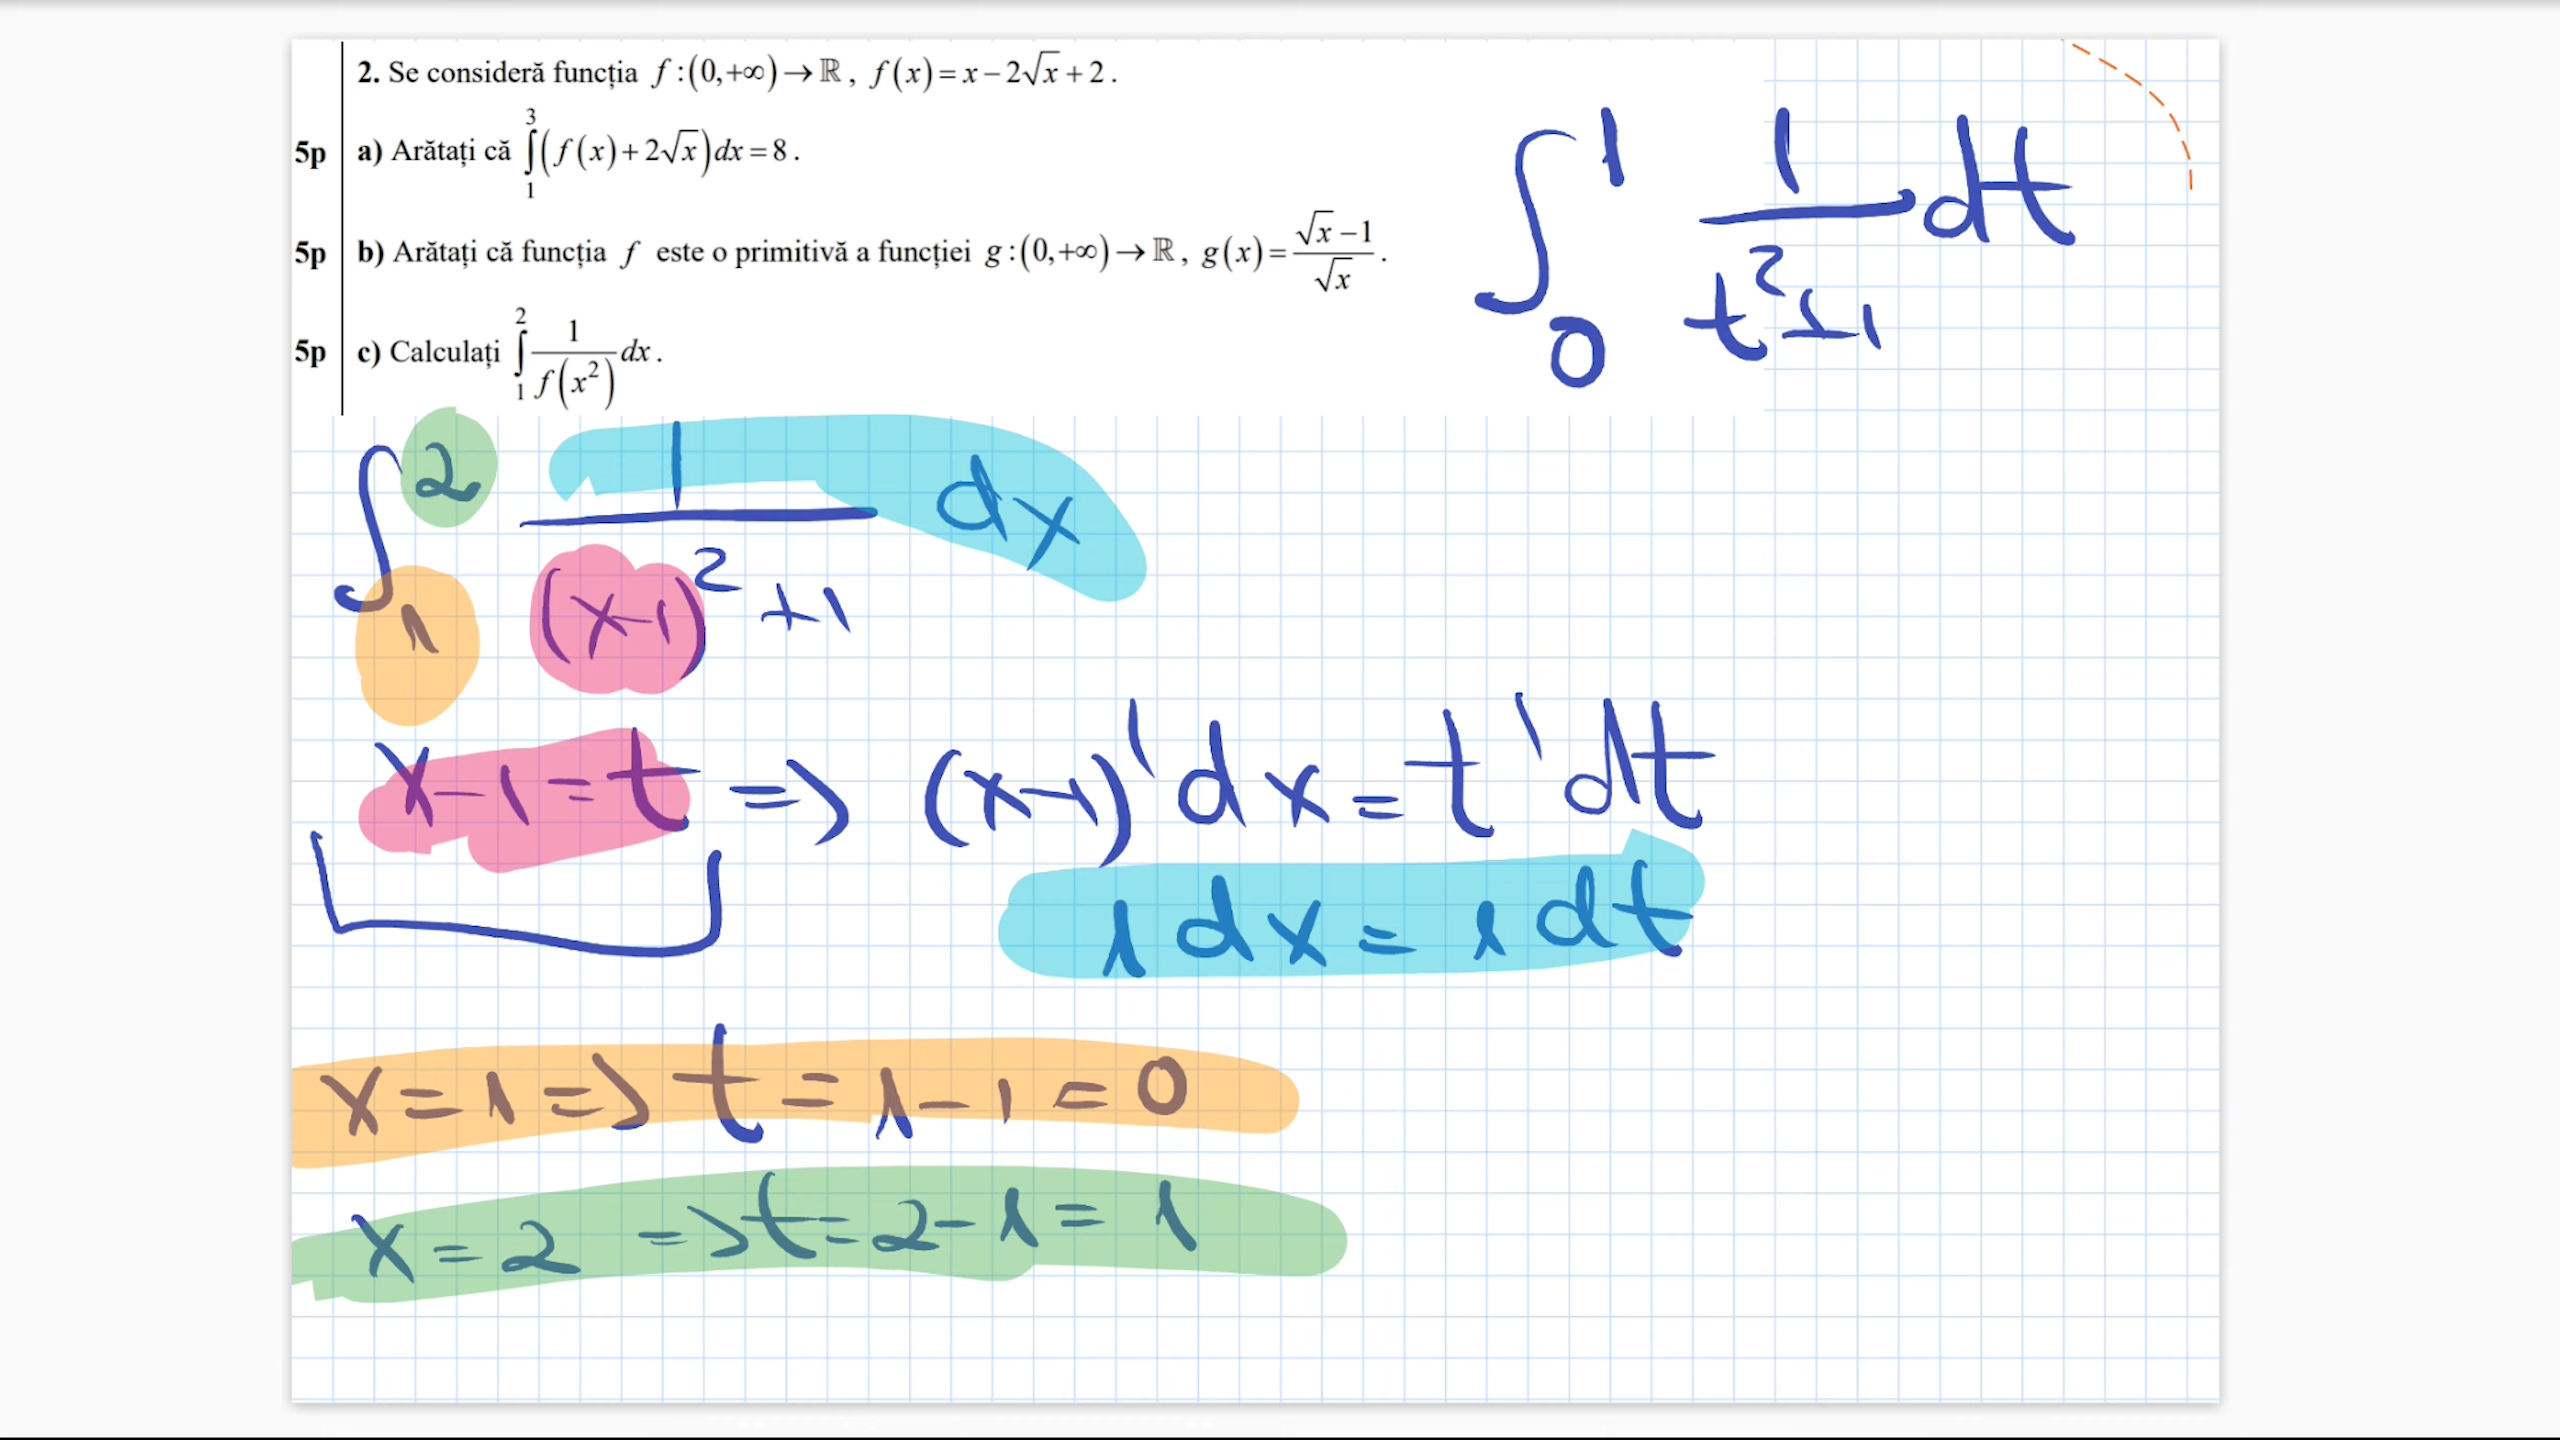 2. Se consideră funcția f:(0,+∞)→ℝ, f(x)=x−2√x+2.
5p a) Arătați că ∫₁³(f(x)+2√x)dx=8.
5p b) Arătați că funcția f este o primitivă a funcției g:(0,+∞)→ℝ, g(x)=(√x−1)/√x.
5p c) Calculați ∫₁² 1/f(x²) dx.
∫₀¹ 1/(t²±1) dt
∫₁² 1/((x-1)²+1) dx
x-1=t => (x-1)'dx=t'dt
1dx=1dt
x=1=>t=1-1=0
x=2=>t=2-1=1